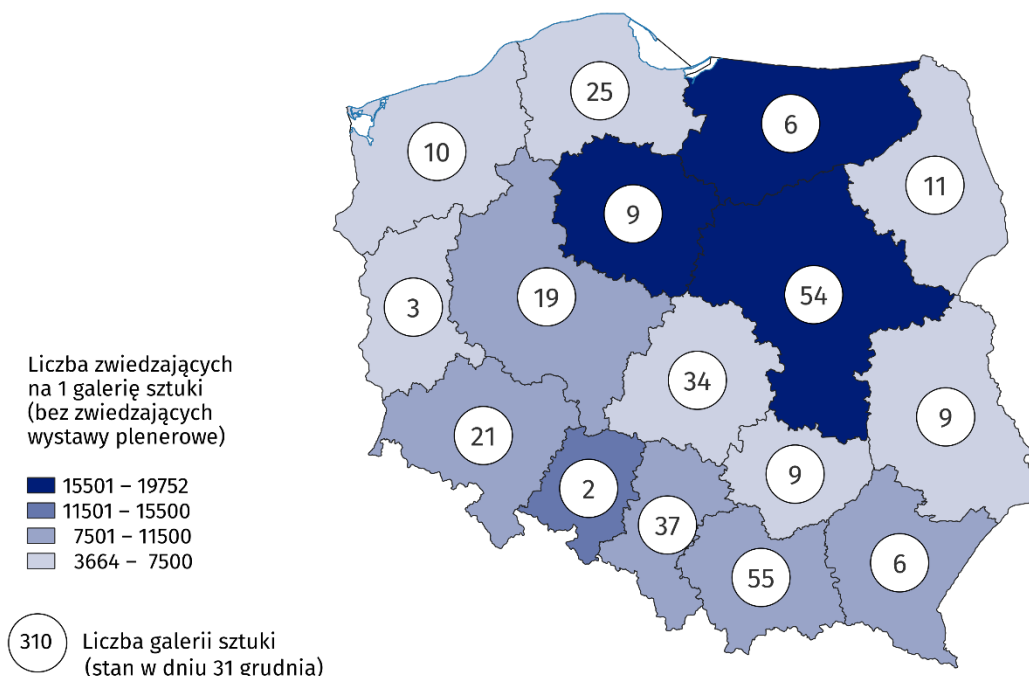 25
6
10
11
9
19
3
54
34
21
9
2
9
37
6
55
Liczba zwiedzających
na 1 galerię sztuki
(bez zwiedzających
wystawy plenerowe)
15501 – 19752
11501 – 15500
7501 – 11500
3664 – 7500
310 Liczba galerii sztuki
(stan w dniu 31 grudnia)